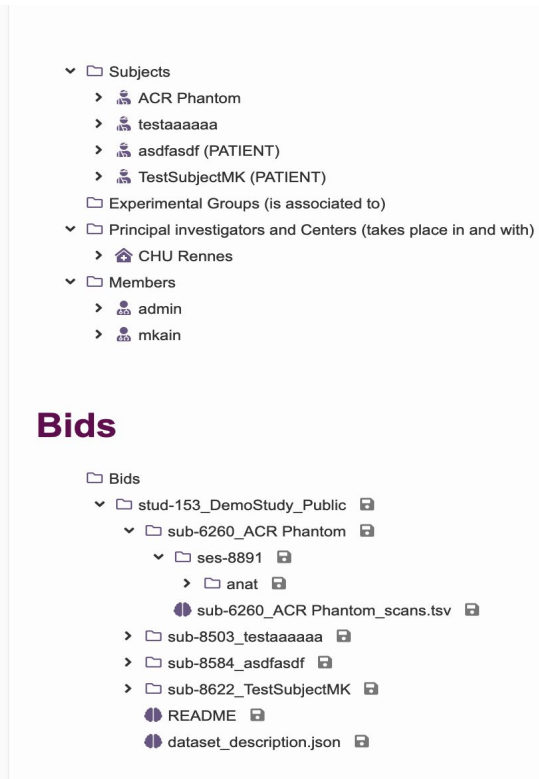 Subjects
ACR Phantom
testaaaaaa
asdfasdf (PATIENT)
TestSubjectMK (PATIENT)
Experimental Groups (is associated to)
Principal investigators and Centers (takes place in and with)
CHU Rennes
Members
admin
mkain
Bids
Bids
stud-153_DemoStudy_Public
sub-6260_ACR Phantom
ses-8891
anat
sub-6260_ACR Phantom_scans.tsv
sub-8503_testaaaaaa
sub-8584_asdfasdf
sub-8622_TestSubjectMK
README
dataset_description.json